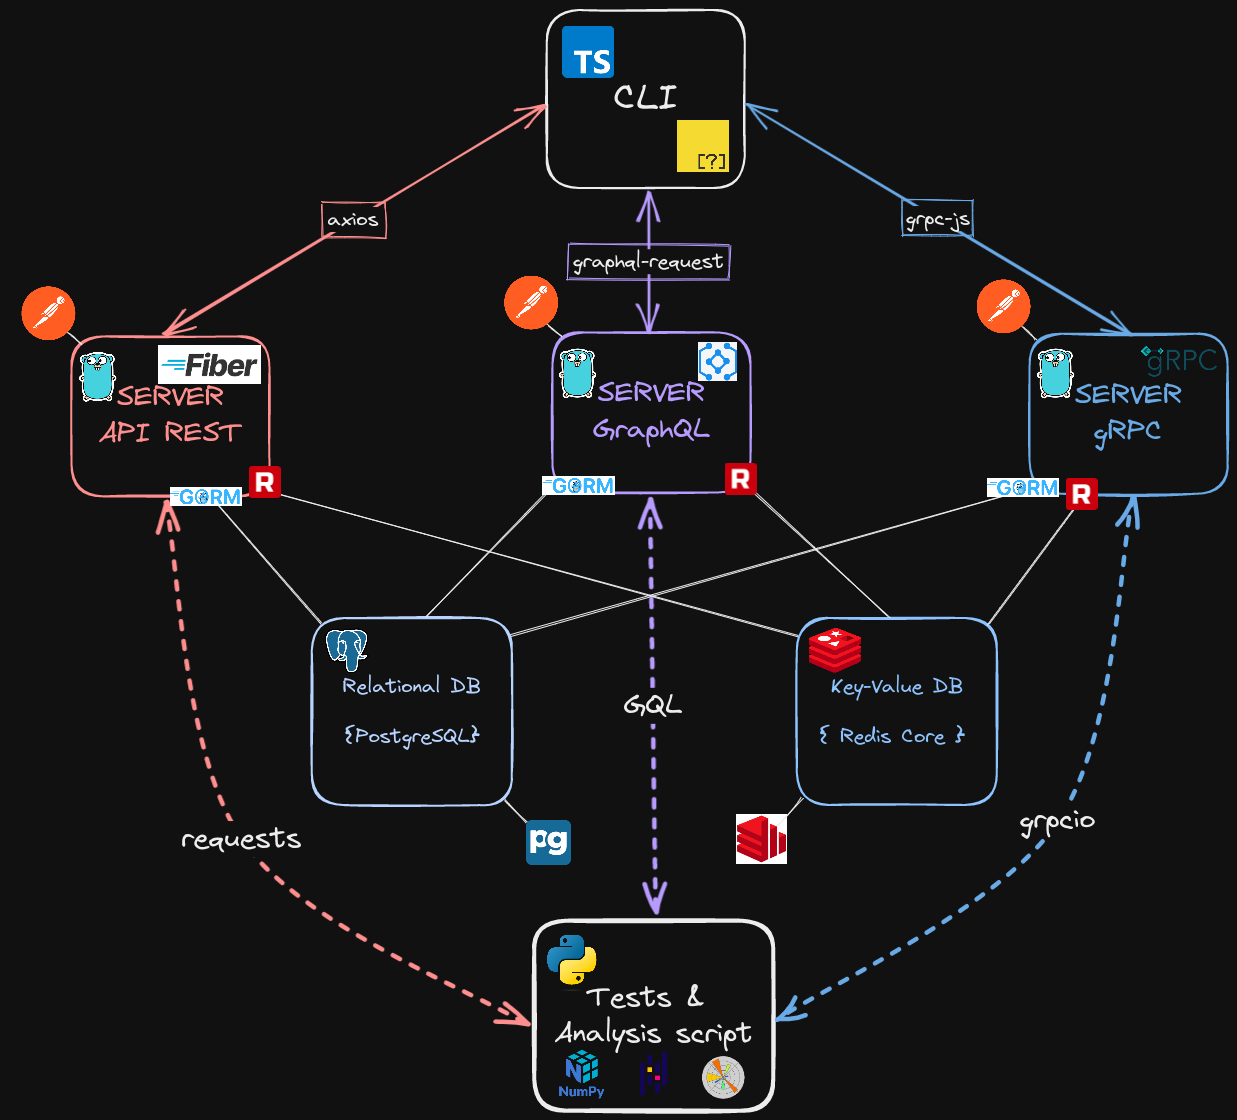 TS
CLI
[?]
axios
grpc-js
graphql-request
Fiber
SERVER
API REST
GORM
R
SERVER
GraphQL
GORM
R
gRPC
SERVER
gRPC
GORM
R
Relational DB
{PostgreSQL}
pg
Key-Value DB
{ Redis Core }
GQL
requests
grpcio
Tests &
Analysis script
NumPy